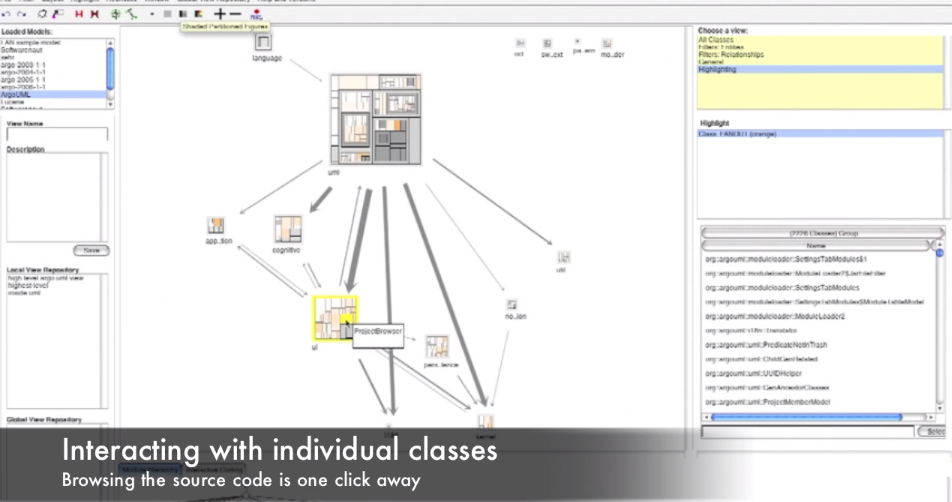 Shaded Partitioned Figures
Loaded Models:
LAN sample model
Softwarenaut
argo-2003-1-1
argo-2004-1-1
argo-2005-1-1
argo-2006-1-1
ArgoUML
Lucene
View Name
Description
Save
Local View Repository
high level argo uml view
highest level
inside uml
Global View Repository
language
uml
app..tion
cognitive
ui
ProjectBrowser
pers..tence
util
no..ion
kernel
ocl
mo..der
Choose a view:
All Classes
Filters: Entities
Filters: Relationships
General
Highlighting
Highlight
Class: FANOUT (orange)
(2226 Classes) Group
Name
org::argouml::moduleloader::SettingsTabModules$1
org::argouml::moduleloader::ModuleLoader2$JarFileFilter
org::argouml::moduleloader::SettingsTabModules
org::argouml::moduleloader::SettingsTabModules$ModuleTableModel
org::argouml::moduleloader::ModuleLoader2
org::argouml::i18n::Translator
org::argouml::uml::PredicateNotInTrash
org::argouml::uml::ChildGenRelated
org::argouml::uml::UUIDHelper
org::argouml::uml::GenAncestorClasses
org::argouml::uml::ProjectMemberModel
Selec
Interacting with individual classes
Browsing the source code is one click away